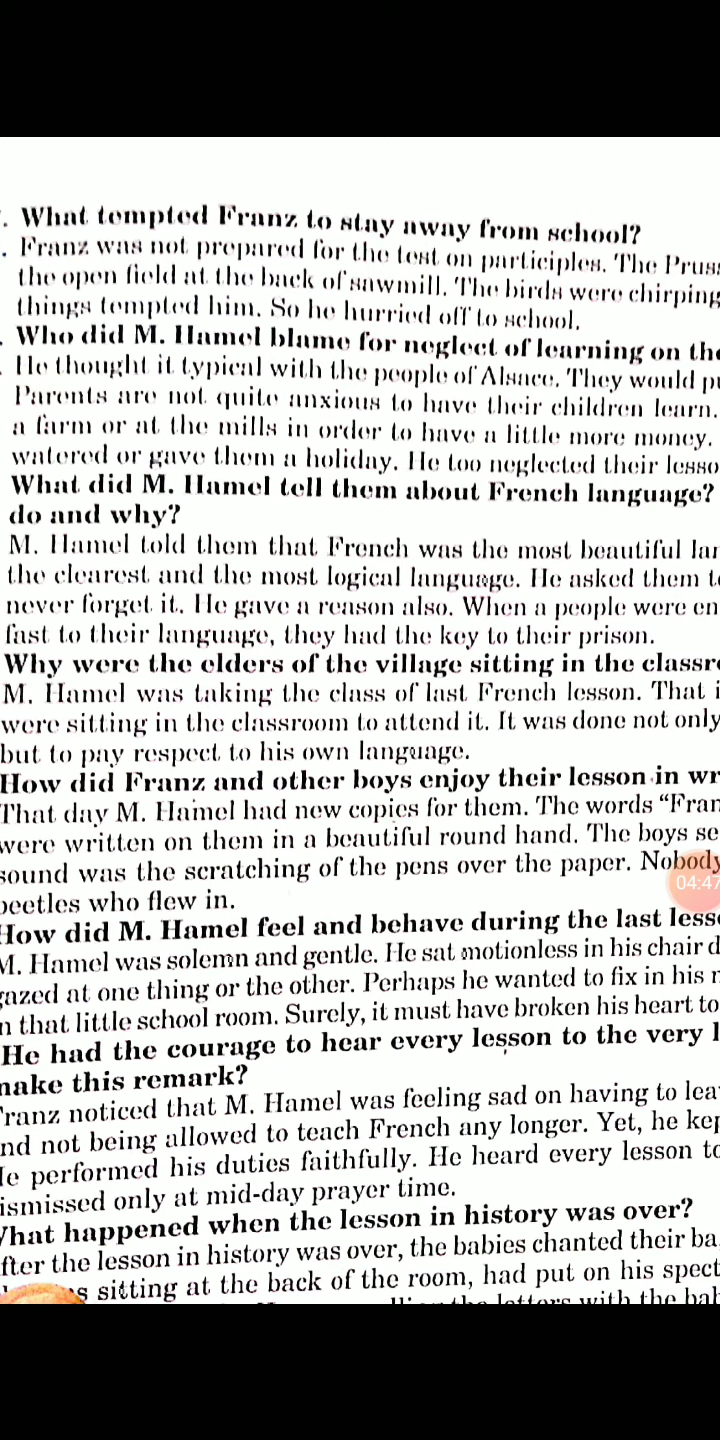 . What tempted Franz to stay away from school?
. Franz was not prepared for the test on participles. The Pruss
the open field at the back of sawmill. The birds were chirping
things tempted him. So he hurried off to school.
. Who did M. Hamel blame for neglect of learning on the
. He thought it typical with the people of Alsace. They would pu
Parents are not quite anxious to have their children learn.
a farm or at the mills in order to have a little more money.
watered or gave them a holiday. He too neglected their lesso
What did M. Hamel tell them about French language?
do and why?
M. Hamel told them that French was the most beautiful lan
the clearest and the most logical language. He asked them to
never forget it. He gave a reason also. When a people were en
fast to their language, they had the key to their prison.
Why were the elders of the village sitting in the classro
M. Hamel was taking the class of last French lesson. That i
were sitting in the classroom to attend it. It was done not only
but to pay respect to his own language.
How did Franz and other boys enjoy their lesson in wr
That day M. Hamel had new copies for them. The words “Fran
were written on them in a beautiful round hand. The boys se
sound was the scratching of the pens over the paper. Nobody
04:47
beetles who flew in.
How did M. Hamel feel and behave during the last less
M. Hamel was solemn and gentle. He sat motionless in his chair d
gazed at one thing or the other. Perhaps he wanted to fix in his
n that little school room. Surely, it must have broken his heart to
He had the courage to hear every lesson to the very l
make this remark?
Franz noticed that M. Hamel was feeling sad on having to lea
nd not being allowed to teach French any longer. Yet, he kep
He performed his duties faithfully. He heard every lesson to
ismissed only at mid-day prayer time.
What happened when the lesson in history was over?
fter the lesson in history was over, the babies chanted their ba
sitting at the back of the room, had put on his spect
the letters with the bab